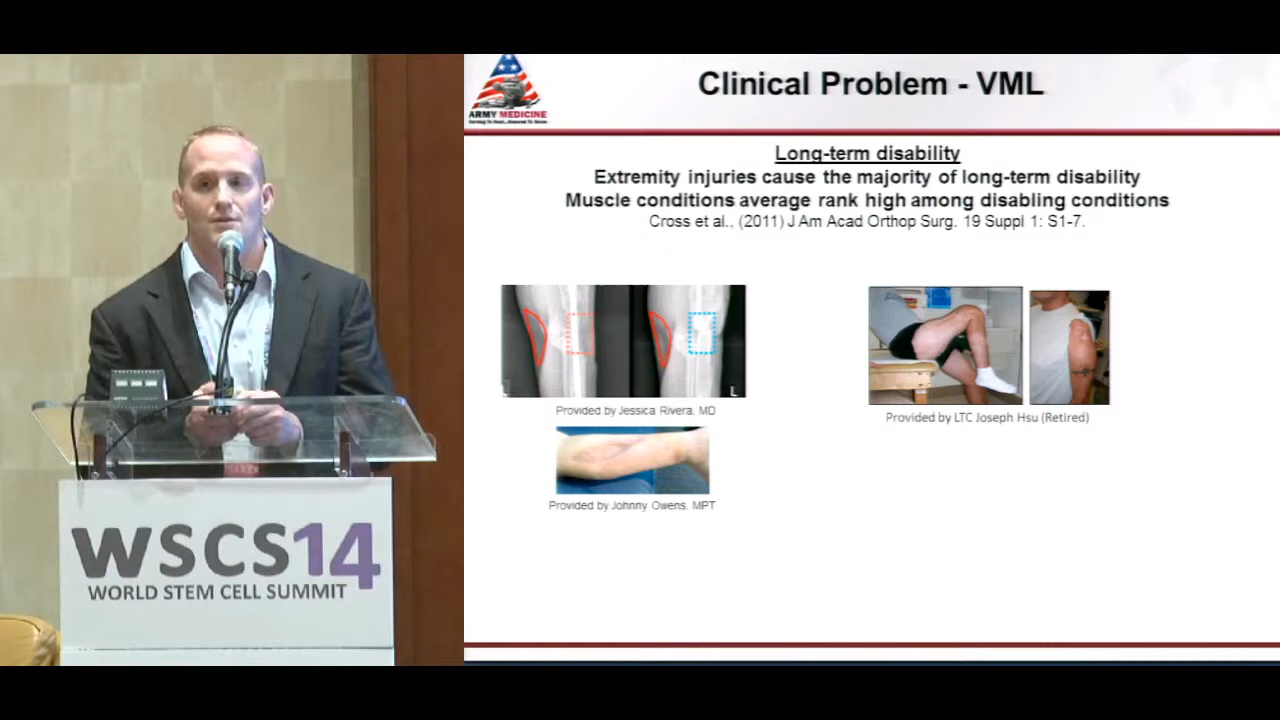 ARMY MEDICINE
Clinical Problem - VML
Long-term disability
Extremity injuries cause the majority of long-term disability
Muscle conditions average rank high among disabling conditions
Cross et al., (2011) J Am Acad Orthop Surg. 19 Suppl 1: S1-7.
L
Provided by Jessica Rivera, MD
Provided by LTC Joseph Hsu (Retired)
Provided by Johnny Owens, MPT
WSCS14
WORLD STEM CELL SUMMIT